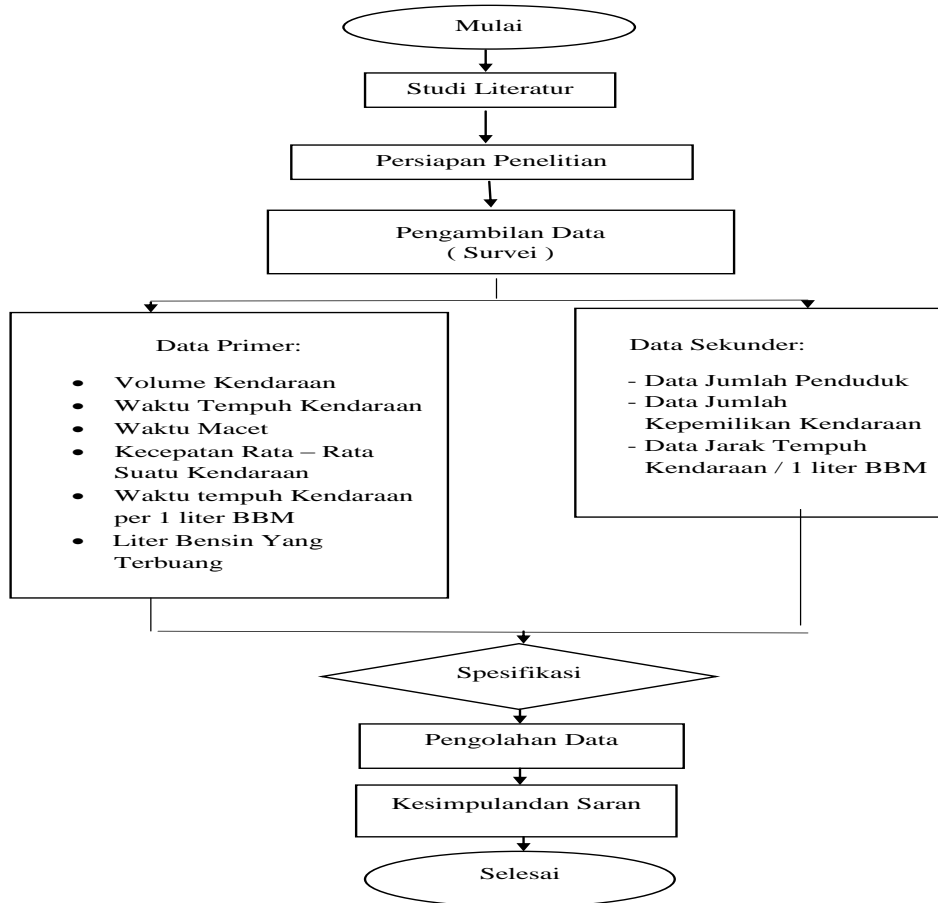 Mulai
Studi Literatur
Persiapan Penelitian
Pengambilan Data
( Survei )
Data Primer:
• Volume Kendaraan
• Waktu Tempuh Kendaraan
• Waktu Macet
• Kecepatan Rata – Rata
Suatu Kendaraan
• Waktu tempuh Kendaraan
per 1 liter BBM
• Liter Bensin Yang
Terbuang
Data Sekunder:
- Data Jumlah Penduduk
- Data Jumlah
Kepemilikan Kendaraan
- Data Jarak Tempuh
Kendaraan / 1 liter BBM
Spesifikasi
Pengolahan Data
Kesimpulandan Saran
Selesai